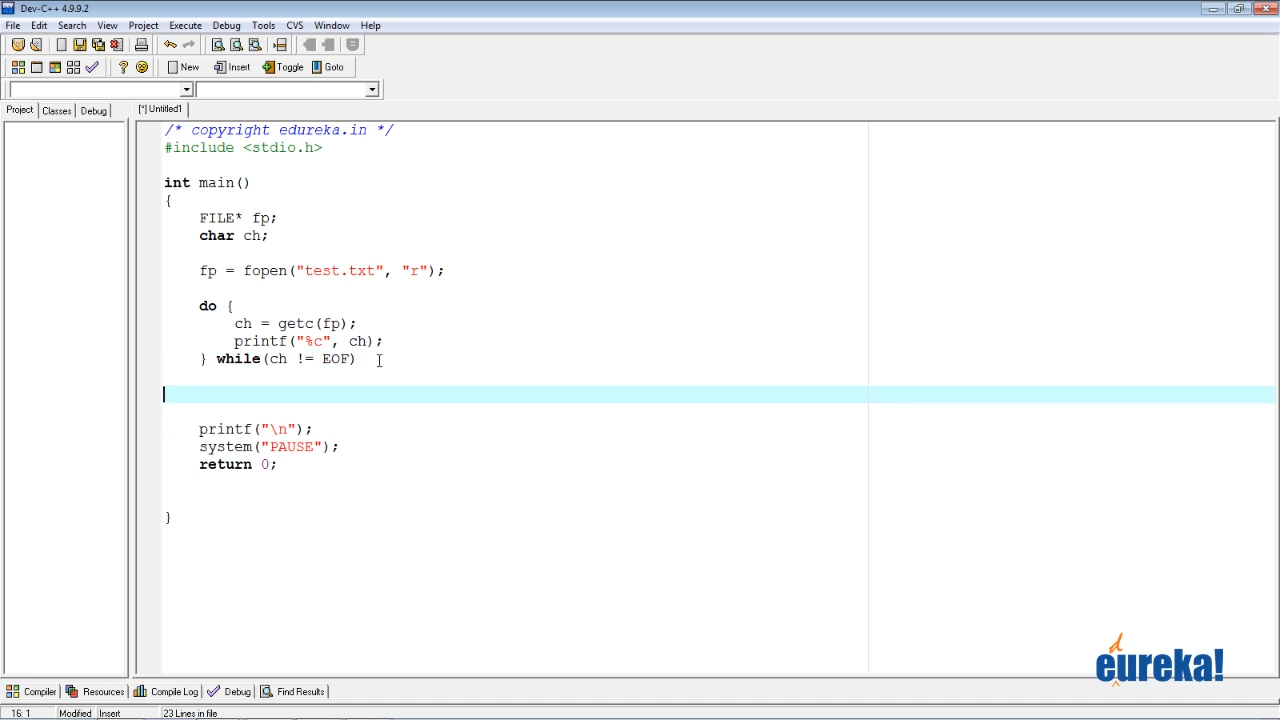 Dev-C++ 4.9.9.2
File Edit Search View Project Execute Debug Tools CVS Window Help
New Insert Toggle Goto
Project Classes Debug [*] Untitled1
/* copyright edureka.in */
#include <stdio.h>
int main()
{
FILE* fp;
char ch;
fp = fopen("test.txt", "r");
do {
ch = getc(fp);
printf("%c", ch);
} while(ch != EOF)
printf("\n");
system("PAUSE");
return 0;
}
edureka!
Compiler Resources Compile Log Debug Find Results
16: 1 Modified Insert 23 Lines in file